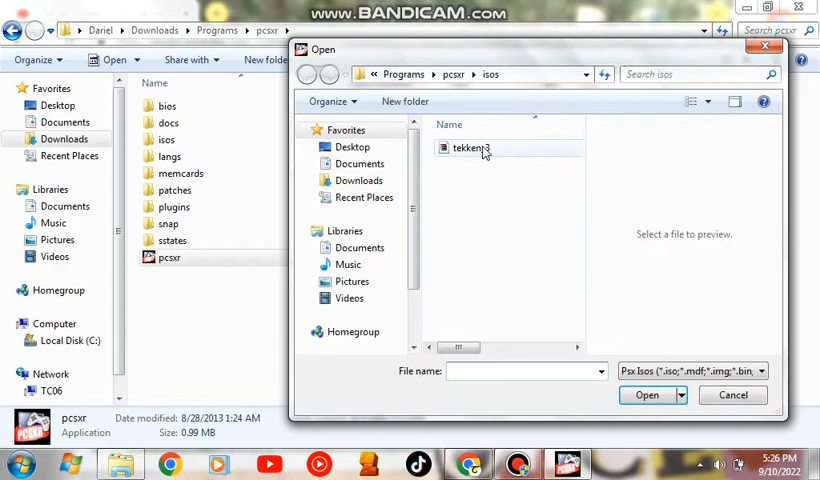 www.BANDICAM.com
Dariel ▸ Downloads ▸ Programs ▸ pcsxr ▸
Search pcsxr
Organize
Open
Share with
New folder
Favorites
Desktop
Documents
Downloads
Recent Places
Libraries
Documents
Music
Pictures
Videos
Homegroup
Computer
Local Disk (C:)
Network
TC06
Name
bios
docs
isos
langs
memcards
patches
plugins
snap
sstates
pcsxr
Open
« Programs ▸ pcsxr ▸ isos
Search isos
Organize
New folder
Favorites
Desktop
Documents
Downloads
Recent Places
Libraries
Documents
Music
Pictures
Videos
Homegroup
Name
tekken 3
Select a file to preview.
File name:
Psx Isos (*.iso;*.mdf;*.img;*.bin;
Open
Cancel
pcsxr Date modified: 8/28/2013 1:24 AM
Application Size: 0.99 MB
5:26 PM
9/10/2022